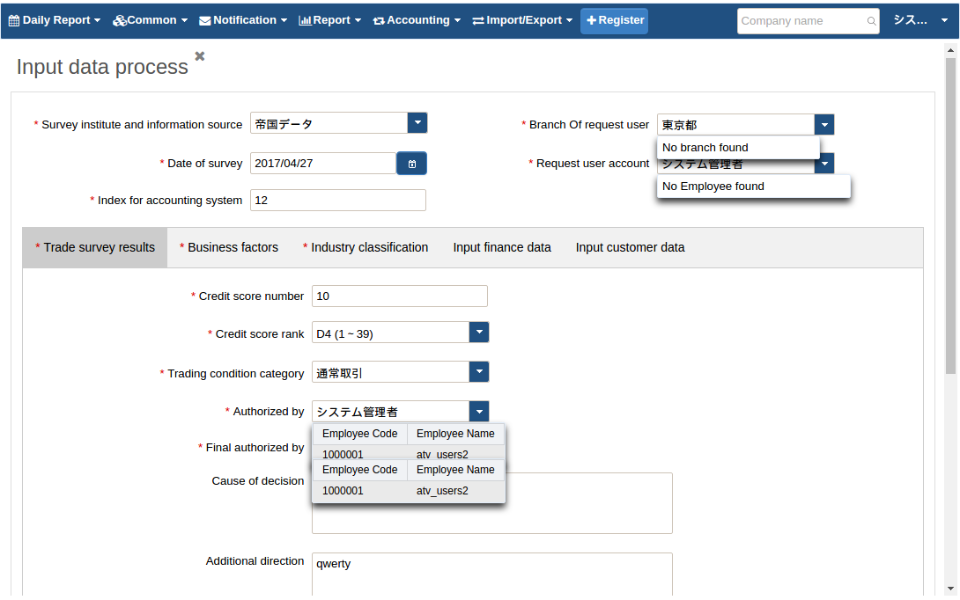 Daily Report Common Notification Report Accounting Import/Export Register Company name シス...
Input data process
* Survey institute and information source 帝国データ * Branch Of request user 東京都
No branch found
* Date of survey 2017/04/27 * Request user account システム管理者
No Employee found
* Index for accounting system 12
* Trade survey results * Business factors * Industry classification Input finance data Input customer data
* Credit score number 10
* Credit score rank D4 (1 ~ 39)
* Trading condition category 通常取引
* Authorized by システム管理者
Employee Code Employee Name
* Final authorized by
1000001 atv_users2
Employee Code Employee Name
Cause of decision
1000001 atv_users2
Additional direction qwerty